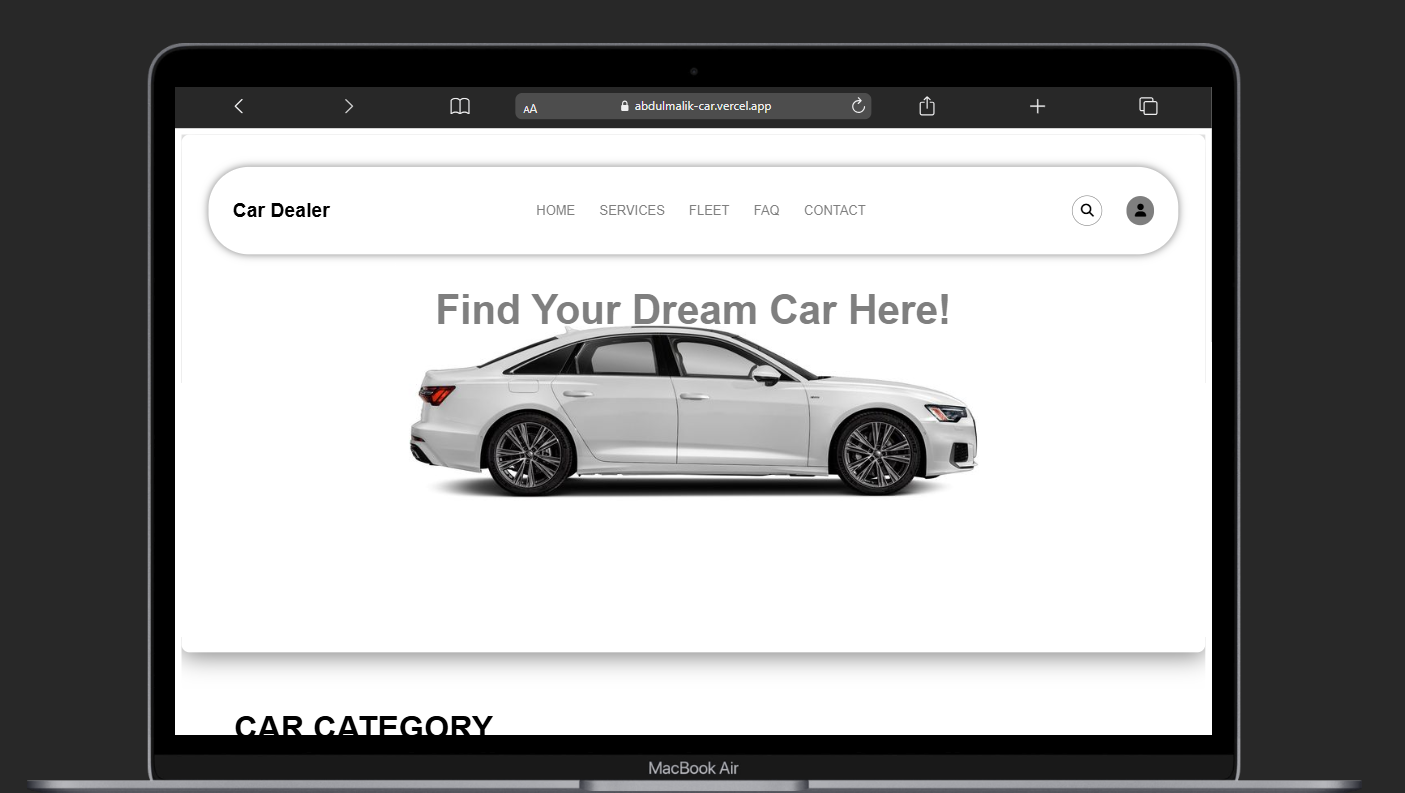 AA
abdulmalik-car.vercel.app
Car Dealer
HOME SERVICES FLEET FAQ CONTACT
Find Your Dream Car Here!
CAR CATEGORY
MacBook Air